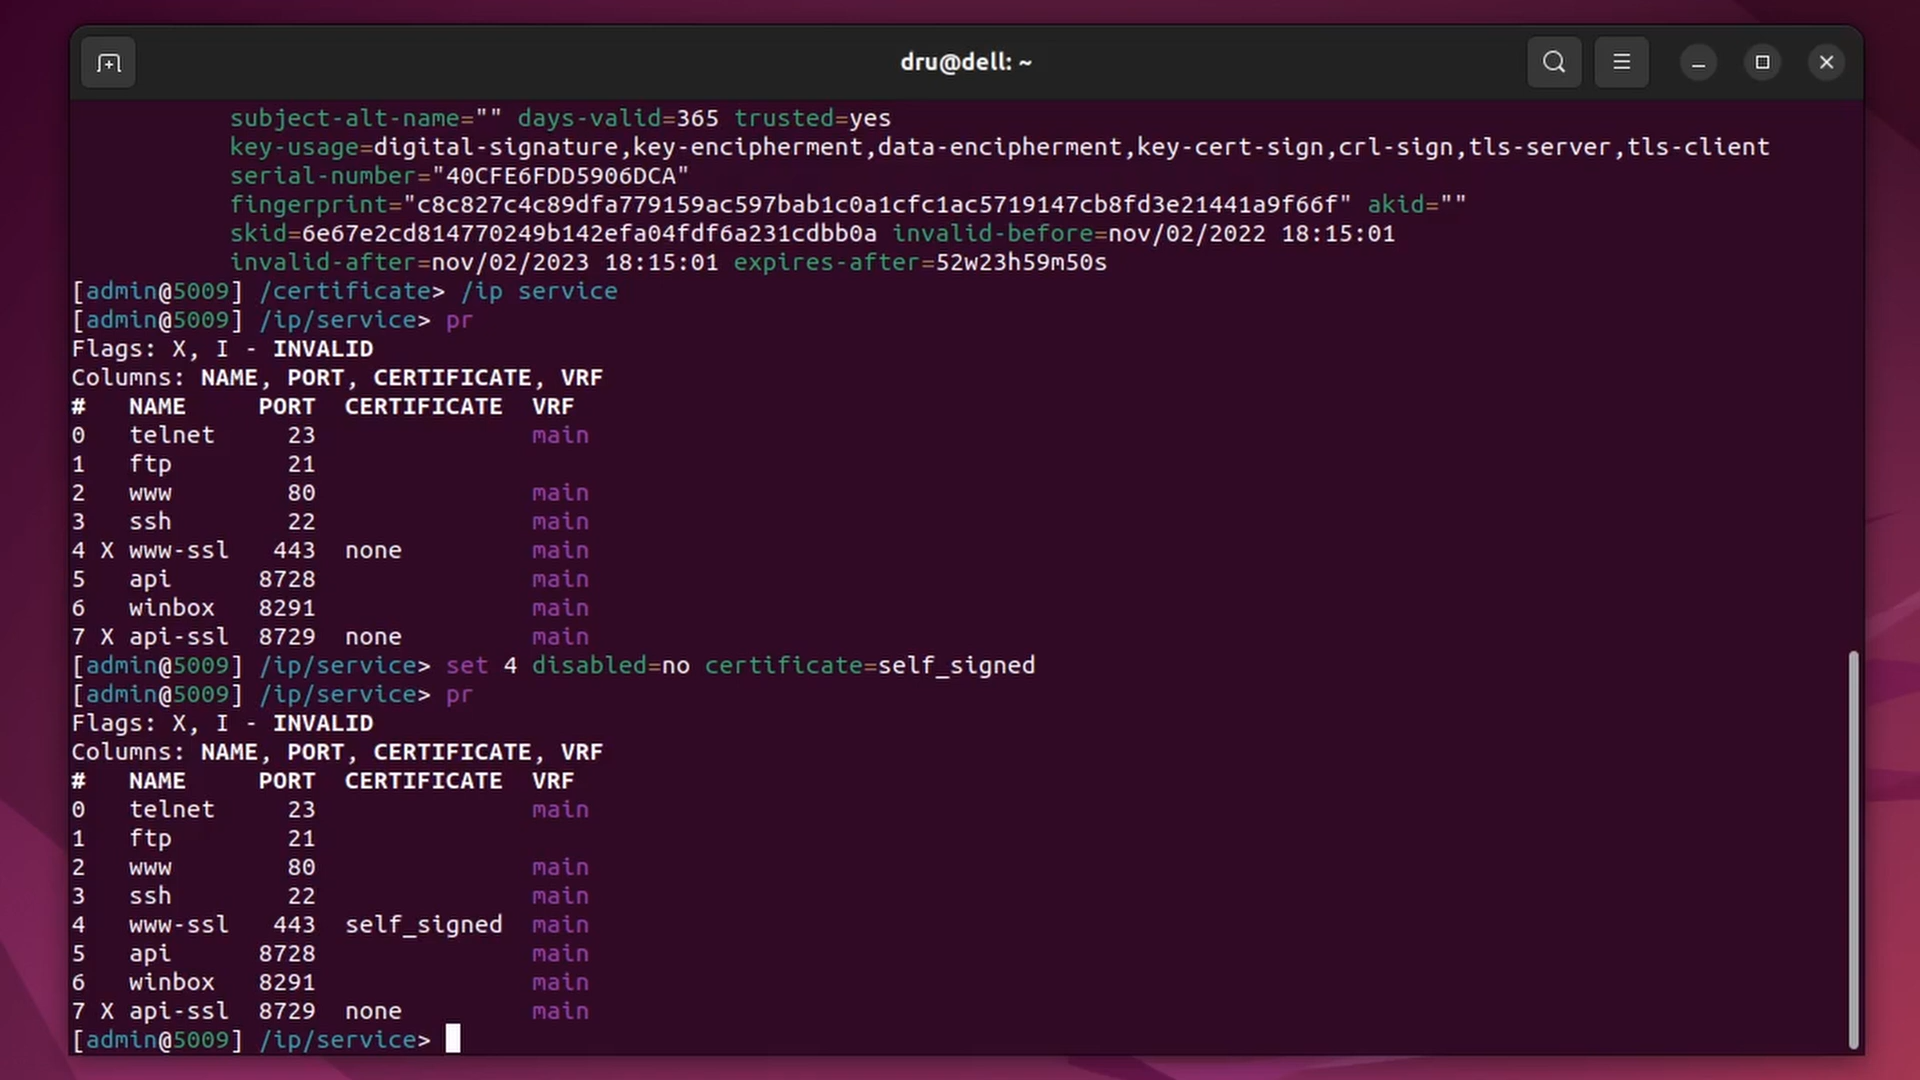 dru@dell: ~
subject-alt-name="" days-valid=365 trusted=yes
key-usage=digital-signature,key-encipherment,data-encipherment,key-cert-sign,crl-sign,tls-server,tls-client
serial-number="40CFE6FDD5906DCA"
fingerprint="c8c827c4c89dfa779159ac597bab1c0a1cfc1ac5719147cb8fd3e21441a9f66f" akid=""
skid=6e67e2cd814770249b142efa04fdf6a231cdbb0a invalid-before=nov/02/2022 18:15:01
invalid-after=nov/02/2023 18:15:01 expires-after=52w23h59m50s
[admin@5009] /certificate> /ip service
[admin@5009] /ip/service> pr
Flags: X, I - INVALID
Columns: NAME, PORT, CERTIFICATE, VRF
#   NAME     PORT  CERTIFICATE  VRF
0   telnet     23               main
1   ftp        21
2   www        80               main
3   ssh        22               main
4 X www-ssl   443  none         main
5   api      8728               main
6   winbox   8291               main
7 X api-ssl  8729  none         main
[admin@5009] /ip/service> set 4 disabled=no certificate=self_signed
[admin@5009] /ip/service> pr
Flags: X, I - INVALID
Columns: NAME, PORT, CERTIFICATE, VRF
#   NAME     PORT  CERTIFICATE  VRF
0   telnet     23               main
1   ftp        21
2   www        80               main
3   ssh        22               main
4   www-ssl   443  self_signed  main
5   api      8728               main
6   winbox   8291               main
7 X api-ssl  8729  none         main
[admin@5009] /ip/service>